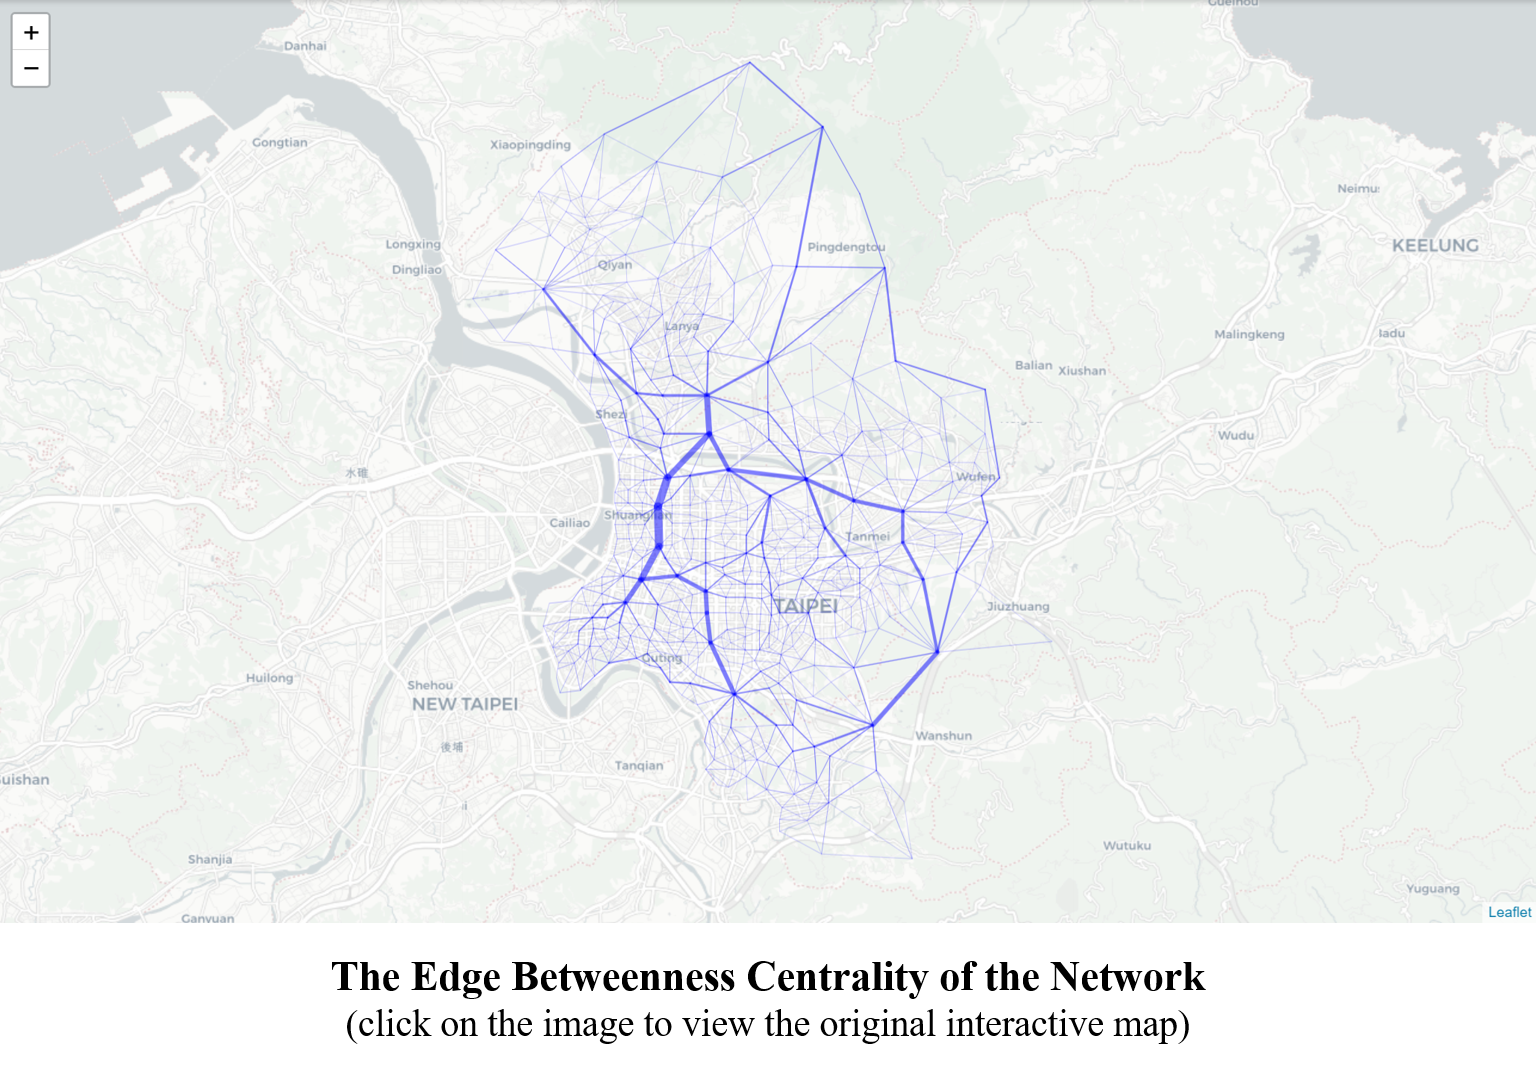 +
−
Gueihou
Danhai
Gongtian
Xiaopingding
Neimu
Longxing
Pingdengtou
KEELUNG
Dingliao
Qiyan
Lanya
Malingkeng
Iadu
Balian
Xiushan
Shezi
Wudu
水碓
Wufen
Shuanglian
Cailiao
Tanmei
TAIPEI
Jiuzhuang
Guting
Huilong
Shehou
NEW TAIPEI
Wanshun
後埔
Tanqian
uishan
Shanjia
Wutuku
Yuguang
Ganyuan
Leaflet
The Edge Betweenness Centrality of the Network
(click on the image to view the original interactive map)